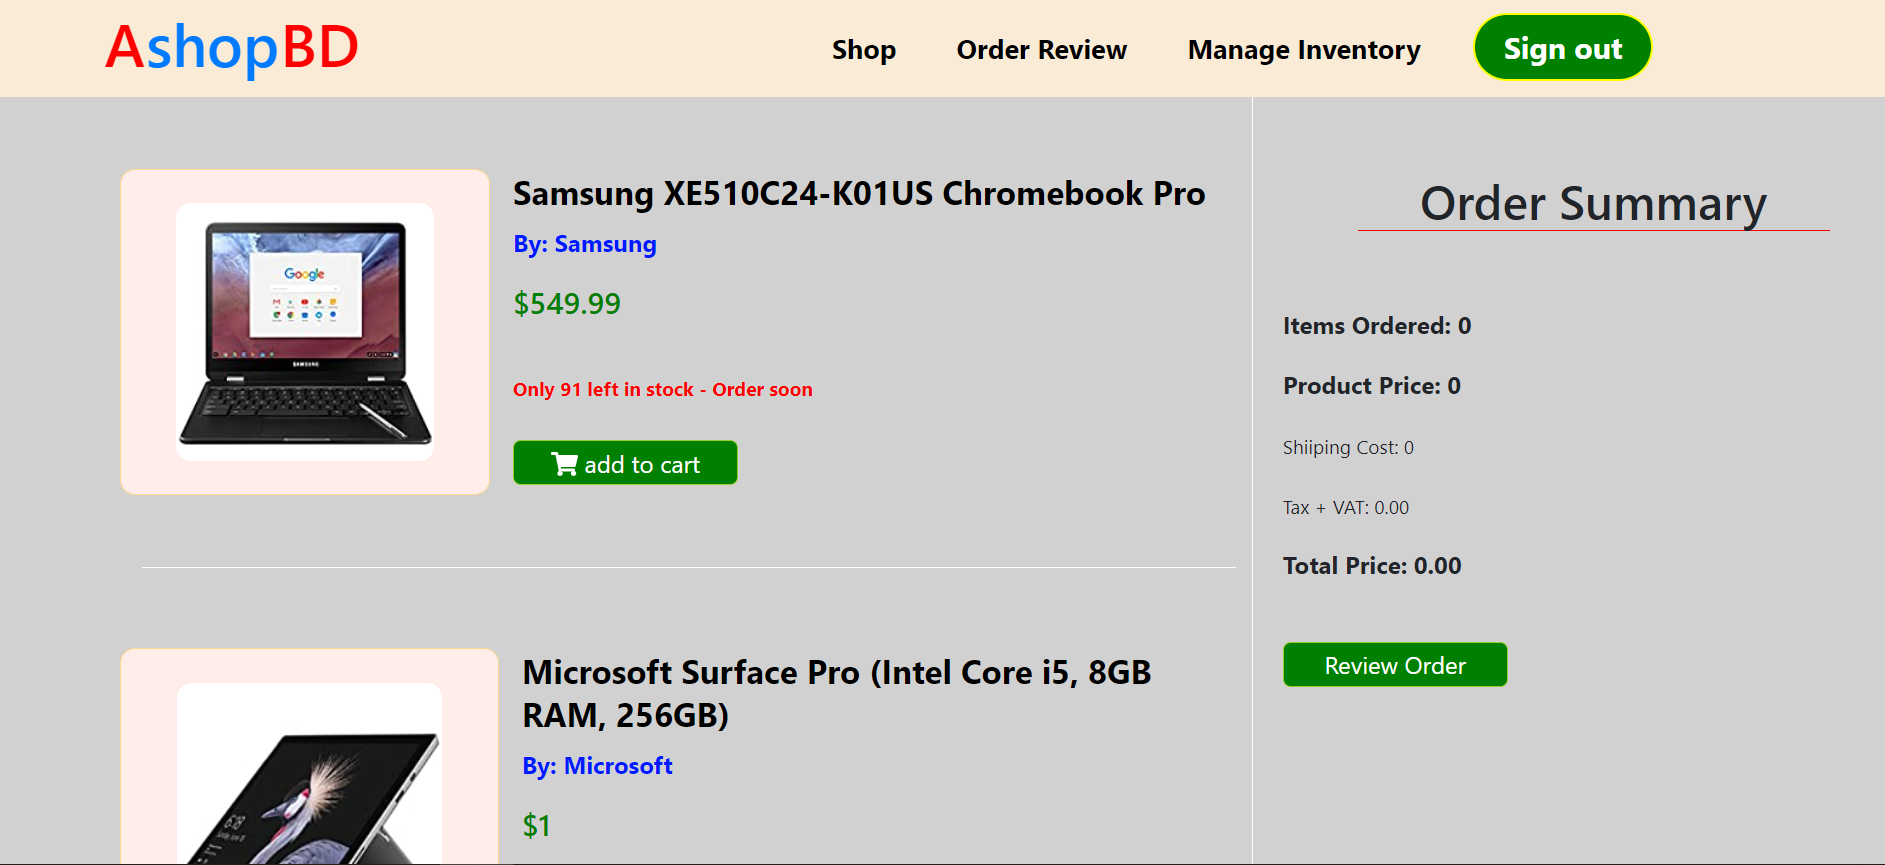 AshopBD
Shop
Order Review
Manage Inventory
Sign out
Google
SAMSUNG
Samsung XE510C24-K01US Chromebook Pro
By: Samsung
$549.99
Only 91 left in stock - Order soon
add to cart
Microsoft Surface Pro (Intel Core i5, 8GB
RAM, 256GB)
By: Microsoft
$1
6:18
Order Summary
Items Ordered: 0
Product Price: 0
Shiiping Cost: 0
Tax + VAT: 0.00
Total Price: 0.00
Review Order